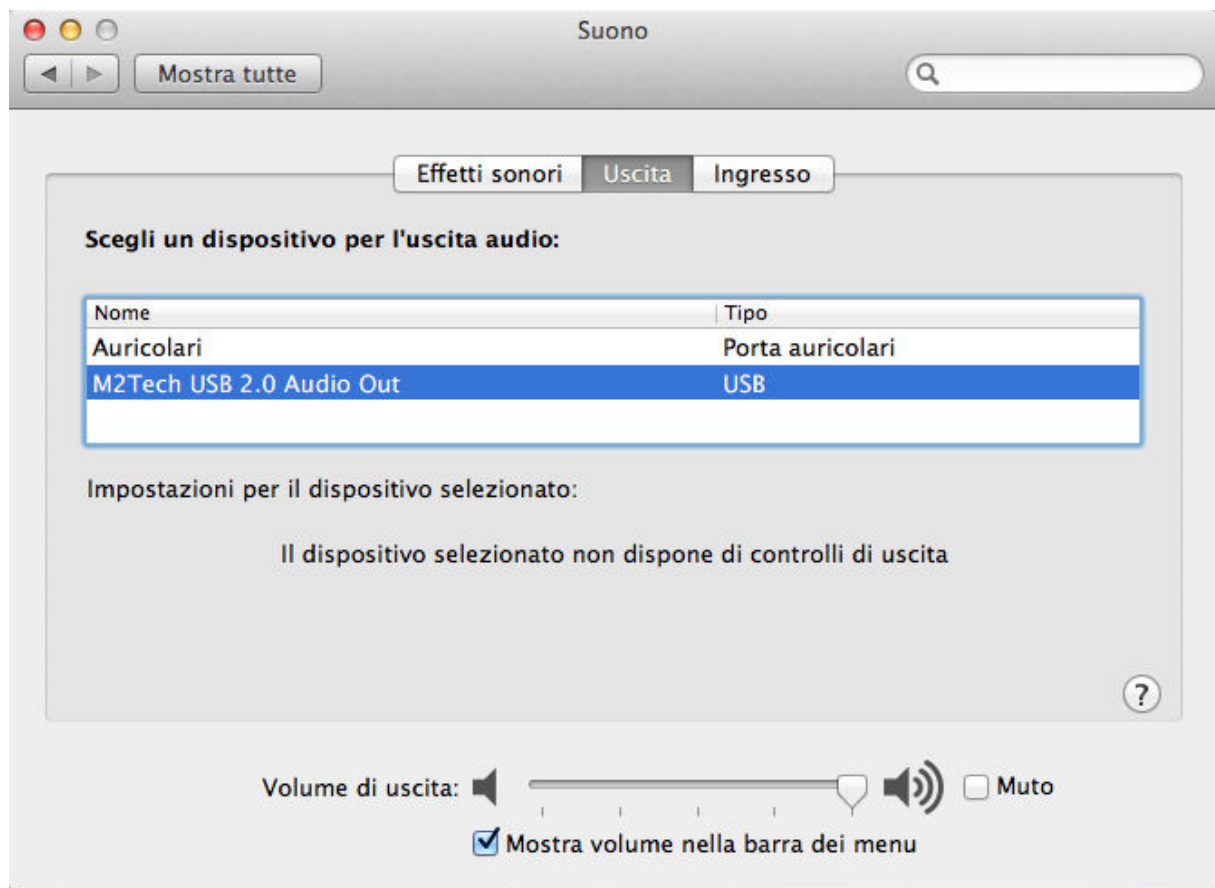 Suono
Mostra tutte
Effetti sonori Uscita Ingresso
Scegli un dispositivo per l'uscita audio:
Nome Tipo
Auricolari Porta auricolari
M2Tech USB 2.0 Audio Out USB
Impostazioni per il dispositivo selezionato:
Il dispositivo selezionato non dispone di controlli di uscita
?
Volume di uscita: Muto
Mostra volume nella barra dei menu